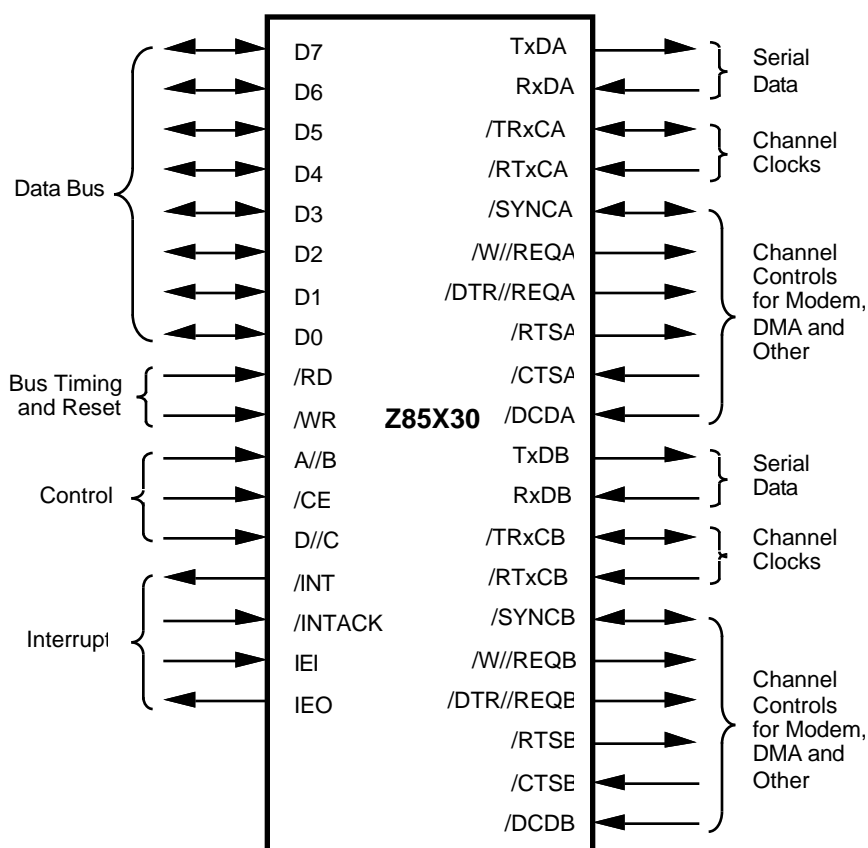 Data Bus
Bus Timing
and Reset
Control
Interrupt
D7
D6
D5
D4
D3
D2
D1
D0
/RD
/WR
A//B
/CE
D//C
/INT
/INTACK
IEI
IEO
Z85X30
TxDA
RxDA
/TRxCA
/RTxCA
/SYNCA
/W//REQA
/DTR//REQA
/RTSA
/CTSA
/DCDA
TxDB
RxDB
/TRxCB
/RTxCB
/SYNCB
/W//REQB
/DTR//REQB
/RTSB
/CTSB
/DCDB
Serial
Data
Channel
Clocks
Channel
Controls
for Modem,
DMA and
Other
Serial
Data
Channel
Clocks
Channel
Controls
for Modem,
DMA and
Other